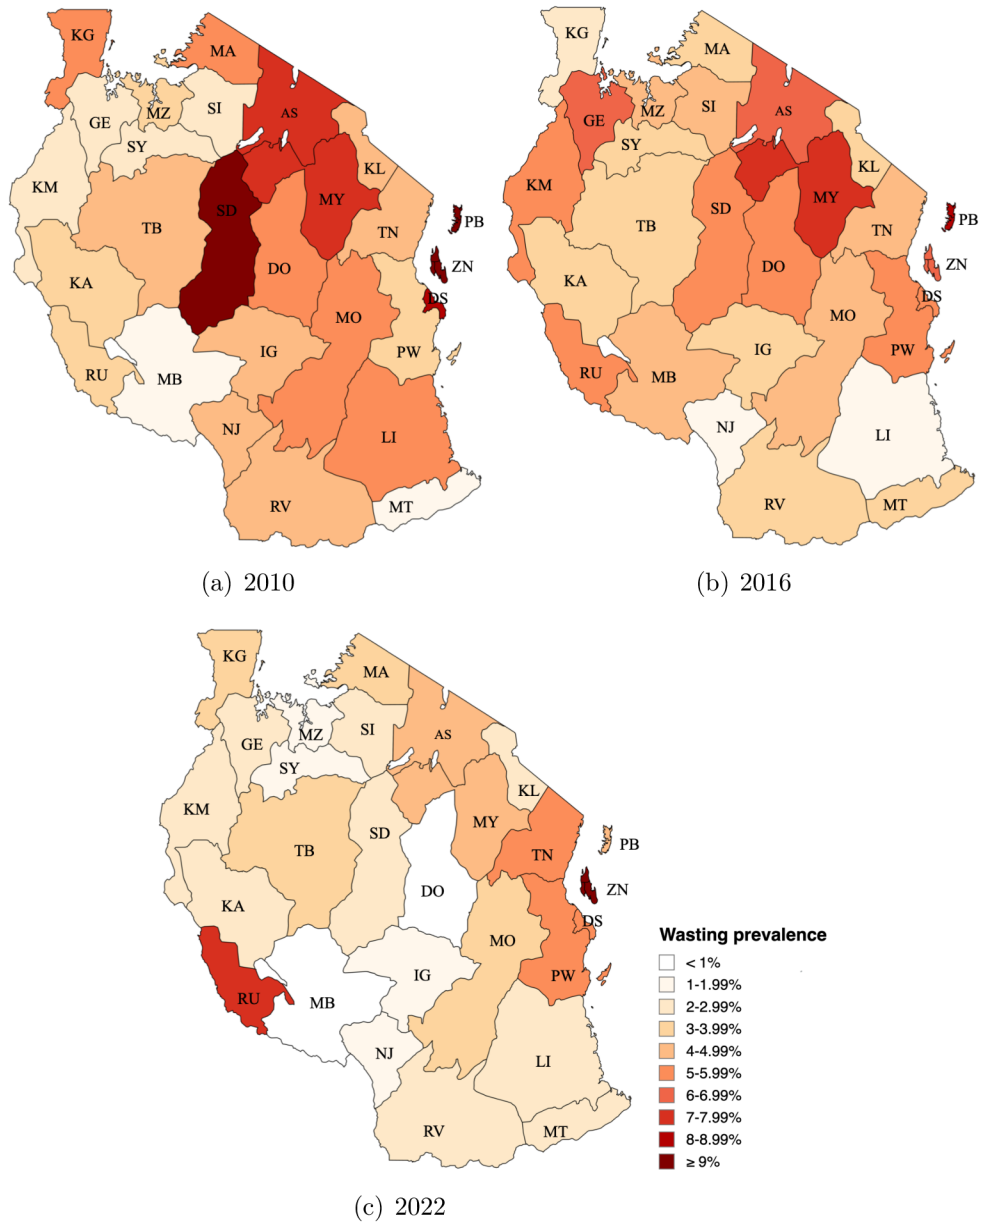 KG
MA
AS
GE
MZ
SI
SY
KL
KM
SD
MY
PB
TB
TN
ZN
KA
DO
DS
MO
IG
PW
RU
MB
NJ
LI
RV
MT
(a) 2010
KG
MA
AS
GE
MZ
SI
SY
KL
KM
SD
MY
PB
TB
TN
ZN
KA
DO
DS
MO
IG
PW
RU
MB
NJ
LI
RV
MT
(b) 2016
KG
MA
AS
GE
MZ
SI
SY
KL
KM
SD
MY
PB
TB
TN
ZN
KA
DO
DS
MO
IG
PW
RU
MB
NJ
LI
RV
MT
Wasting prevalence
< 1%
1-1.99%
2-2.99%
3-3.99%
4-4.99%
5-5.99%
6-6.99%
7-7.99%
8-8.99%
≥ 9%
(c) 2022